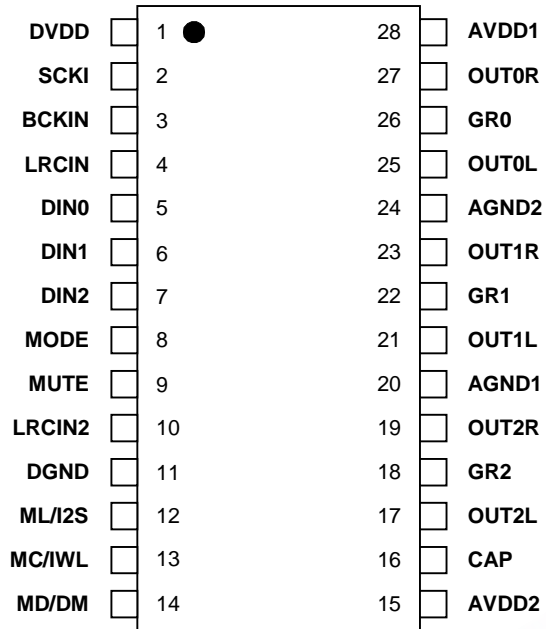 DVDD 1 28 AVDD1
SCKI 2 27 OUT0R
BCKIN 3 26 GR0
LRCIN 4 25 OUT0L
DIN0 5 24 AGND2
DIN1 6 23 OUT1R
DIN2 7 22 GR1
MODE 8 21 OUT1L
MUTE 9 20 AGND1
LRCIN2 10 19 OUT2R
DGND 11 18 GR2
ML/I2S 12 17 OUT2L
MC/IWL 13 16 CAP
MD/DM 14 15 AVDD2